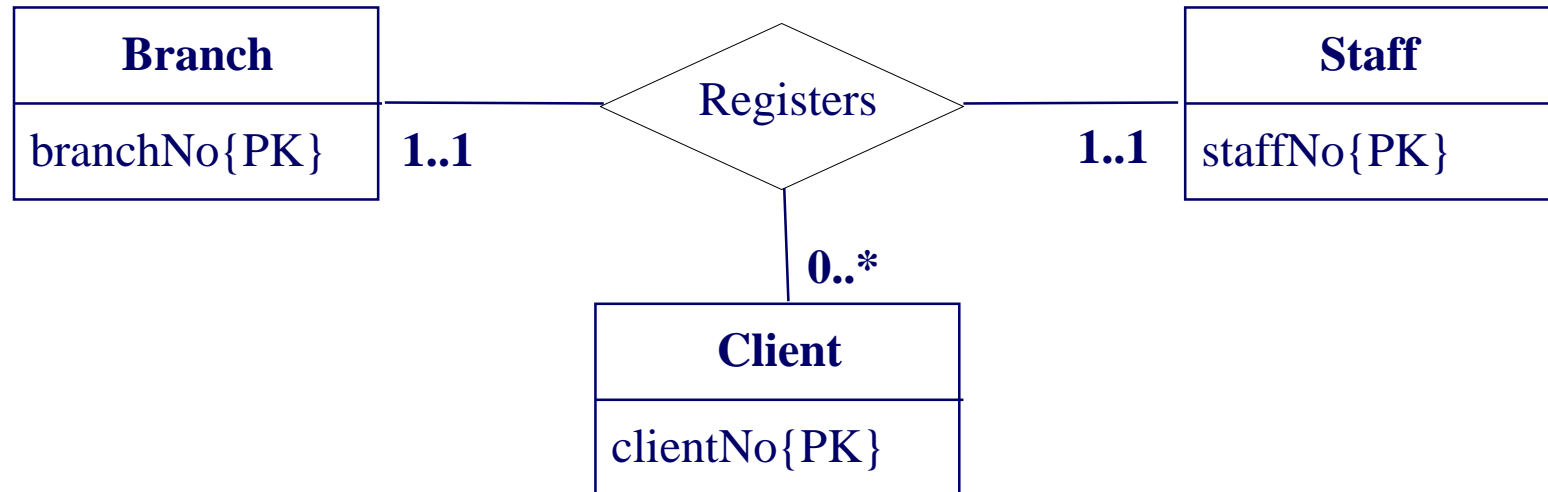 Branch
branchNo{PK}
1..1
Registers
1..1
Staff
staffNo{PK}
0..*
Client
clientNo{PK}